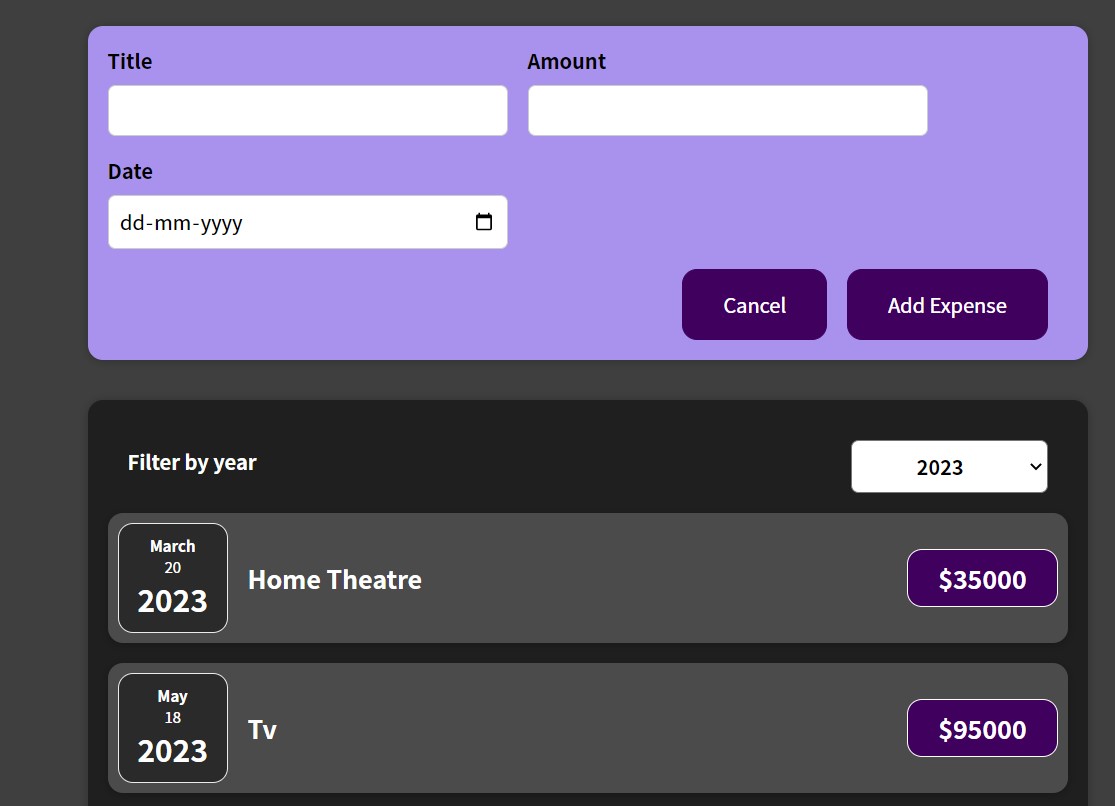 Title
Amount
Date
dd-mm-yyyy
Cancel
Add Expense
Filter by year
2023
March
20
2023
Home Theatre
$35000
May
18
2023
Tv
$95000